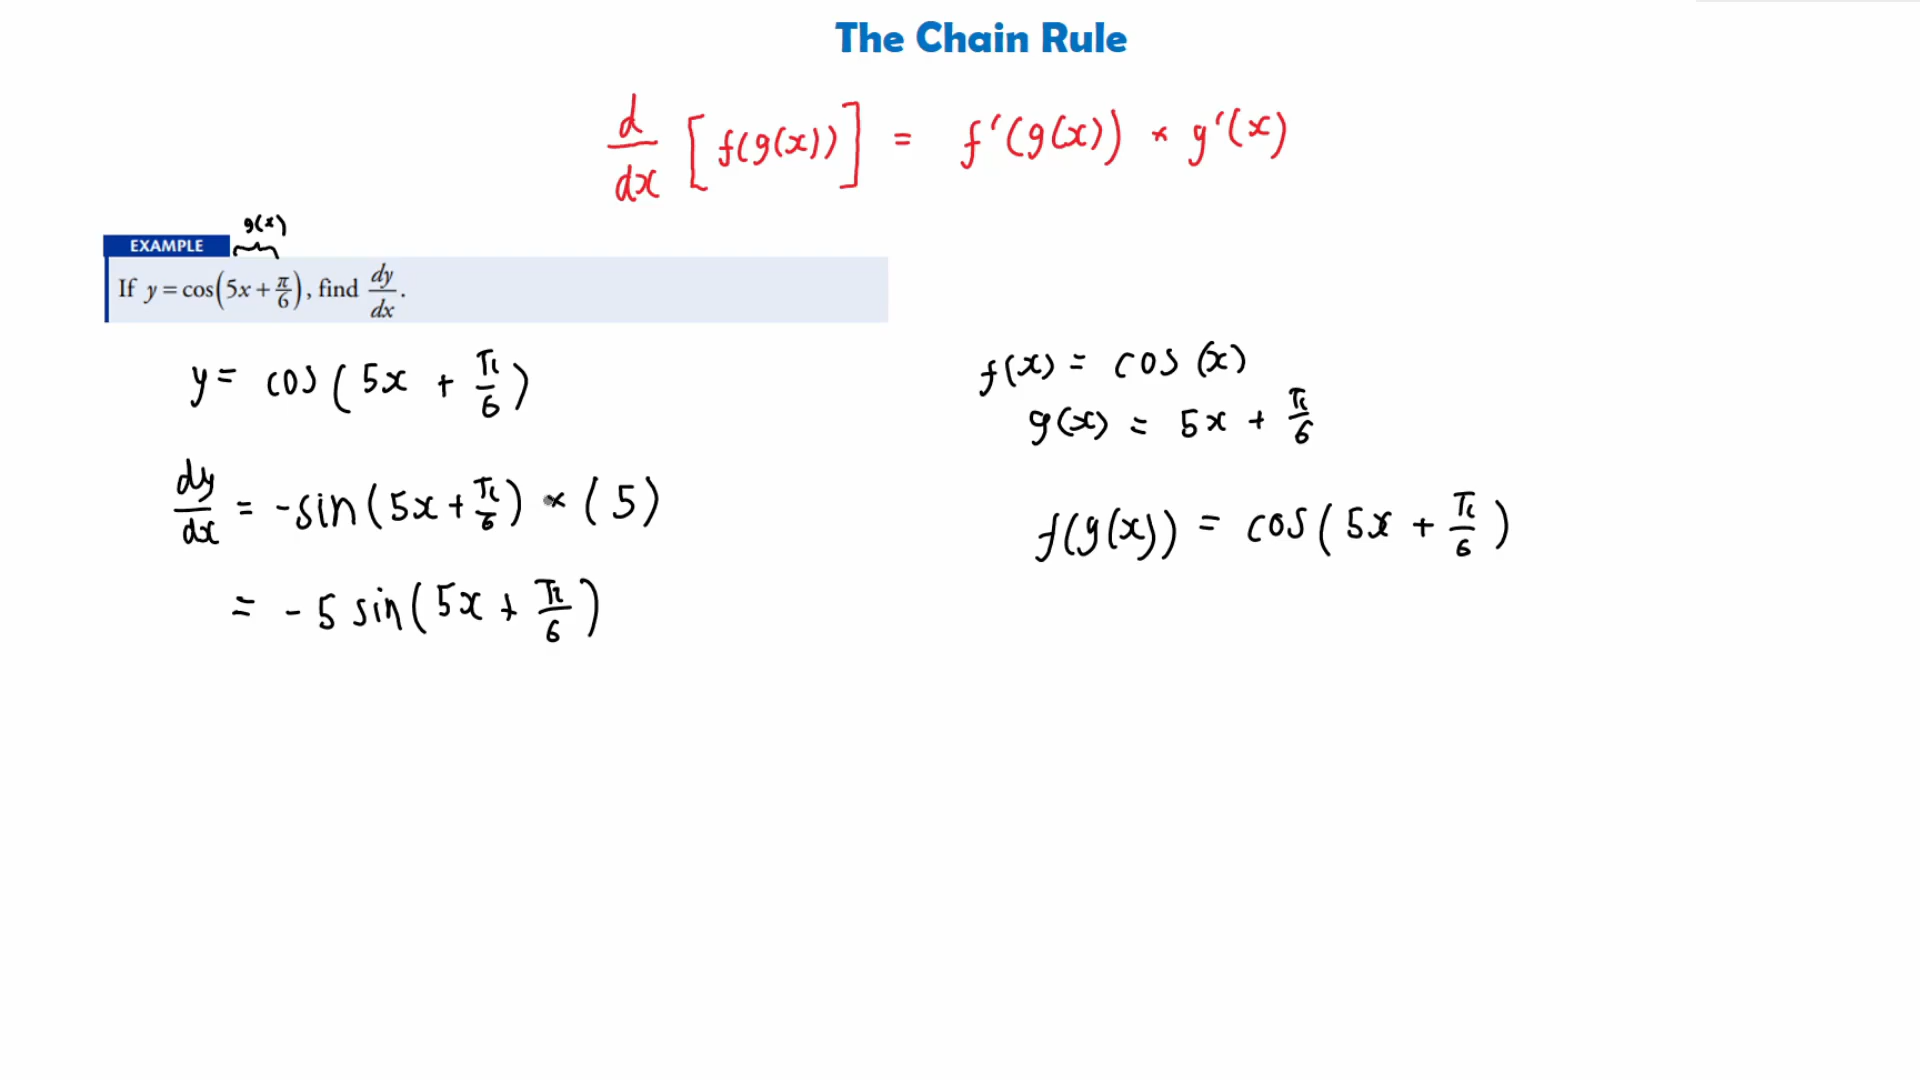 The Chain Rule
d/dx [f(g(x))] = f'(g(x)) * g'(x)
g(x)
EXAMPLE
If y = cos(5x + π/6), find dy/dx.
y = cos(5x + π/6)
dy/dx = -sin(5x + π/6) * (5)
= -5 sin(5x + π/6)
f(x) = cos(x)
g(x) = 5x + π/6
f(g(x)) = cos(5x + π/6)